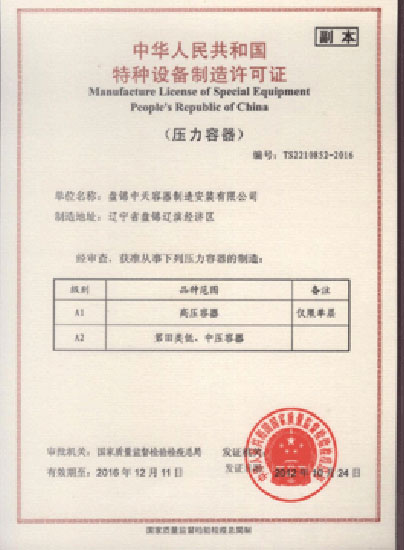 副本
中华人民共和国
特种设备制造许可证
Manufacture License of Special Equipment
People's Republic of China
（压力容器）
编号：TS2210852-2016
单位名称：盘锦中天容器制造安装有限公司
制造地址：辽宁省盘锦辽滨经济区
经审查，获准从事下列压力容器的制造：
级别 品种范围 备注
A1 高压容器 仅限单层
A2 第III类低、中压容器
审批机关：国家质量监督检验检疫总局 发证机关：
有效期至：2016年12月11日 发证日期：2012年10月24日
国家质量监督检验检疫总局制